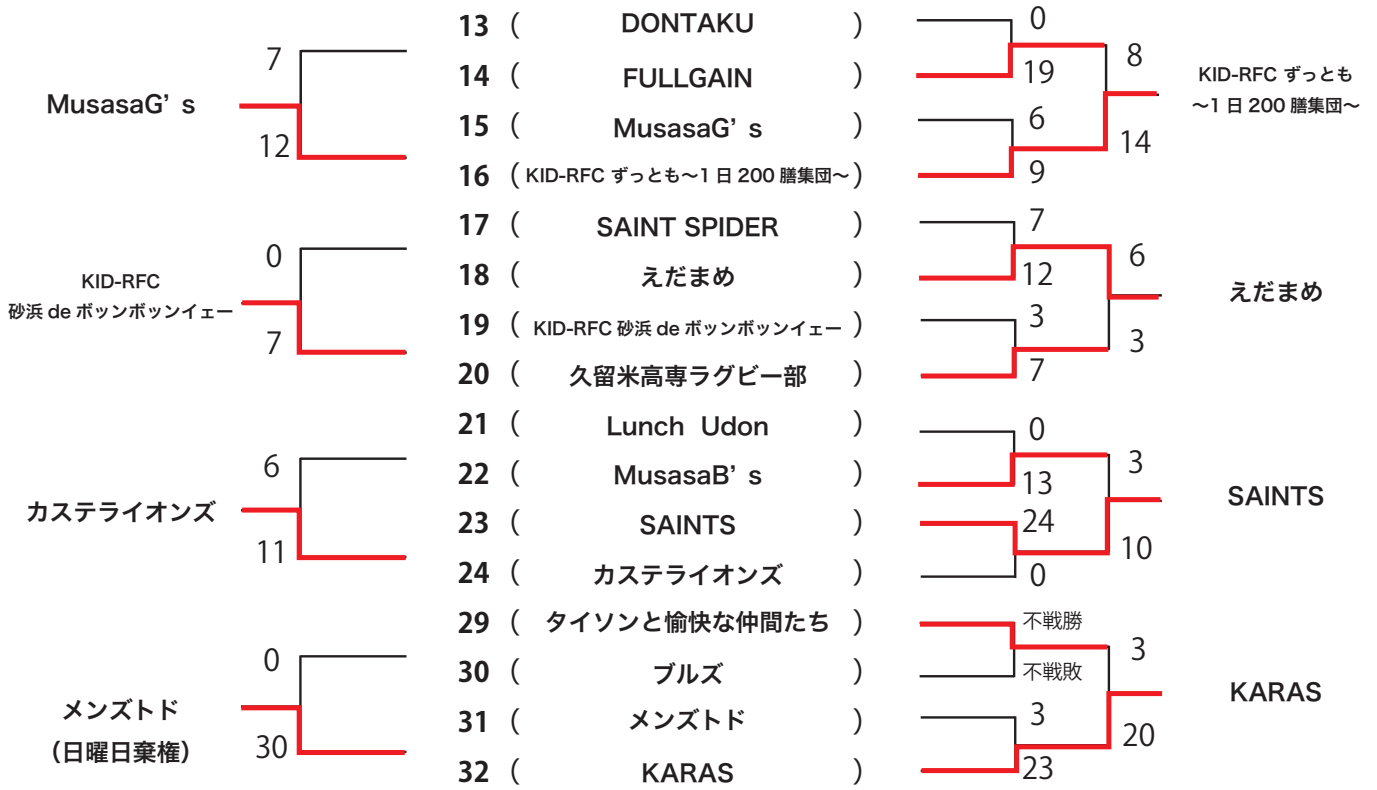 13 ( DONTAKU ) 0
7 8
14 ( FULLGAIN ) 19
KID-RFC ずっとも
～1 日 200 膳集団～
MusasaG’ s
15 ( MusasaG’ s ) 6
12 14
16 ( KID-RFC ずっとも～1 日 200 膳集団～ ) 9
17 ( SAINT SPIDER ) 7
0 6
18 ( えだまめ ) 12
KID-RFC
砂浜 de ボッンボッンイェー
えだまめ
19 ( KID-RFC 砂浜 de ボッンボッンイェー ) 3
7 3
20 ( 久留米高専ラグビー部 ) 7
21 ( Lunch Udon ) 0
6 3
22 ( MusasaB’ s ) 13
カステライオンズ
SAINTS
23 ( SAINTS ) 24
11 10
24 ( カステライオンズ ) 0
29 ( タイソンと愉快な仲間たち ) 不戦勝
0 3
30 ( ブルズ ) 不戦敗
メンズトド
(日曜日棄権)
KARAS
31 ( メンズトド ) 3
30 20
32 ( KARAS ) 23